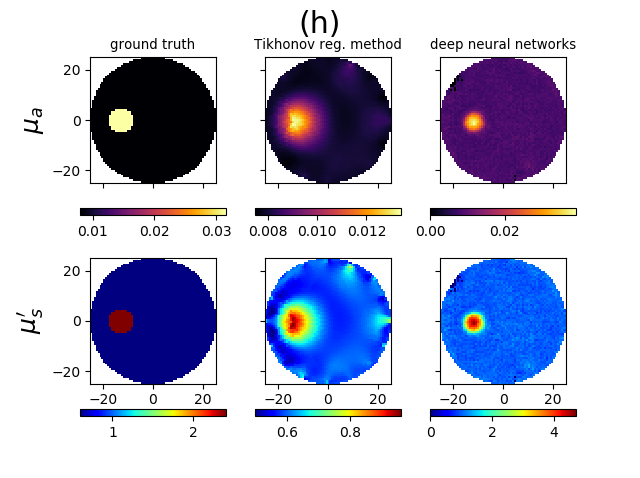 (h)
ground truth Tikhonov reg. method deep neural networks
μa
20
0
−20
0.01 0.02 0.03 0.008 0.010 0.012 0.00 0.02
μ′s
20
0
−20
−20 0 20 −20 0 20 −20 0 20
1 2 0.6 0.8 0 2 4